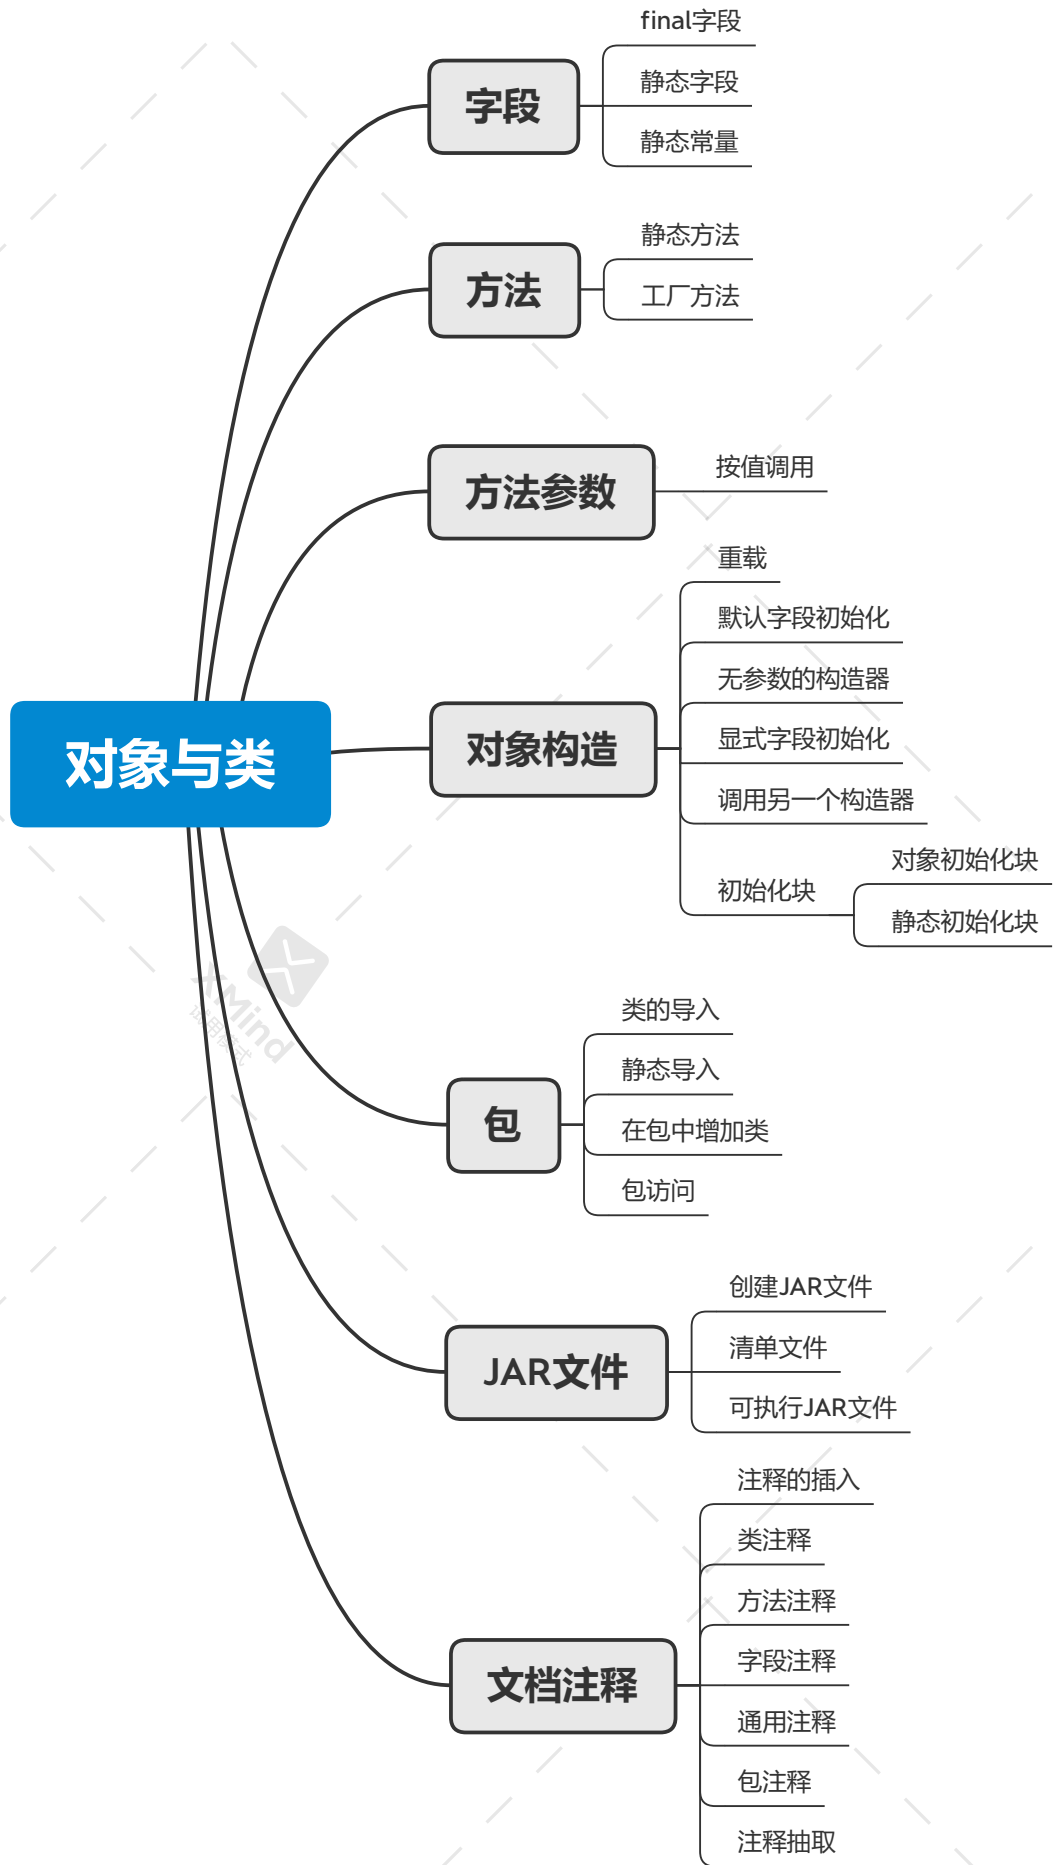 对象与类
字段
final字段
静态字段
静态常量
方法
静态方法
工厂方法
方法参数
按值调用
对象构造
重载
默认字段初始化
无参数的构造器
显式字段初始化
调用另一个构造器
初始化块
对象初始化块
静态初始化块
包
类的导入
静态导入
在包中增加类
包访问
JAR文件
创建JAR文件
清单文件
可执行JAR文件
文档注释
注释的插入
类注释
方法注释
字段注释
通用注释
包注释
注释抽取
XMind
试用模式